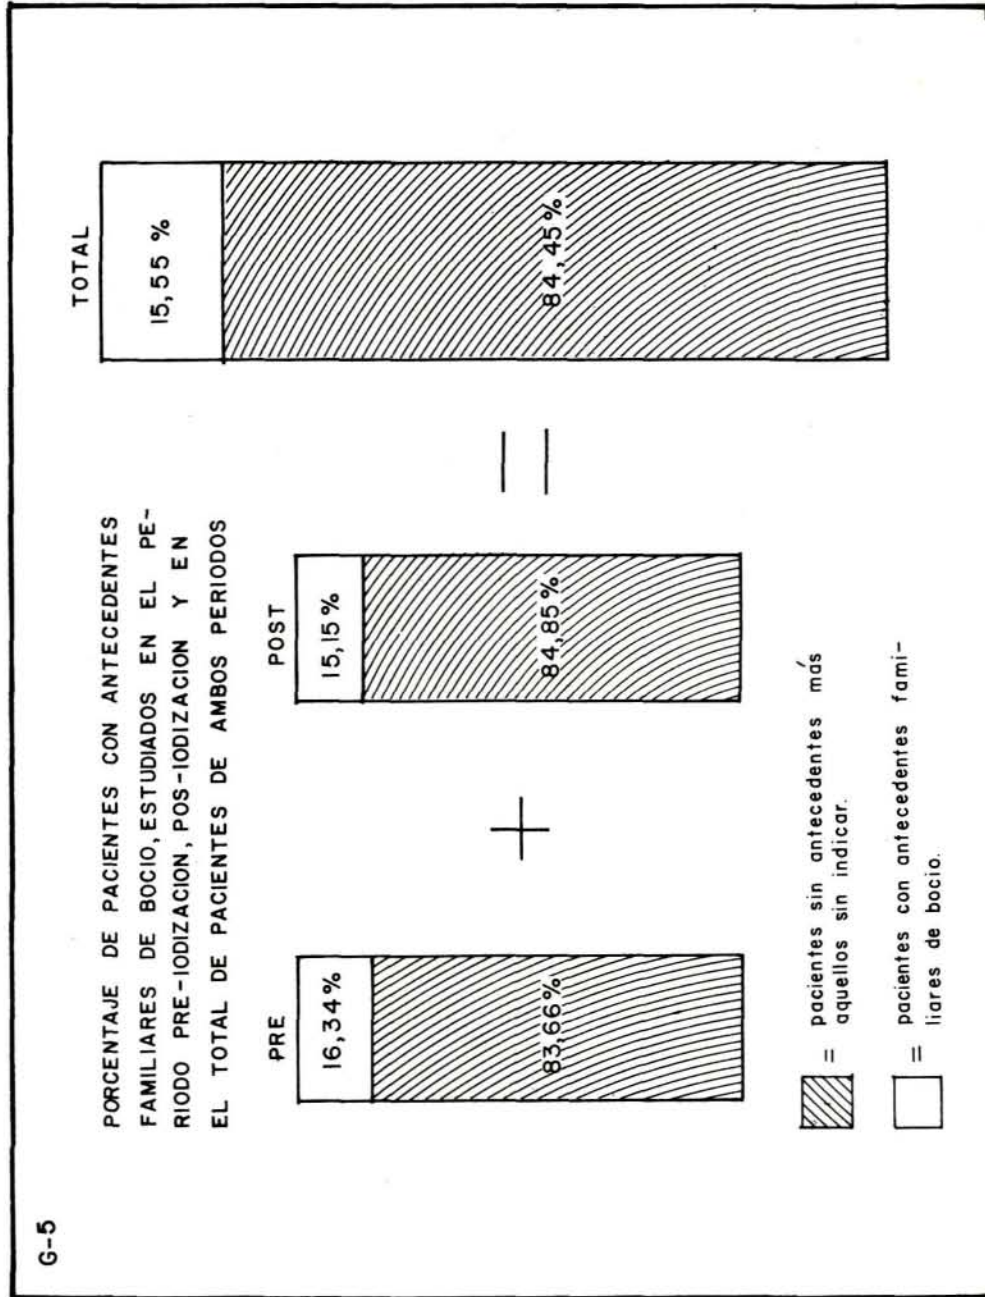 G-5
PORCENTAJE DE PACIENTES CON ANTECEDENTES
FAMILIARES DE BOCIO, ESTUDIADOS EN EL PE-
RIODO PRE-IODIZACION, POS-IODIZACION Y EN
EL TOTAL DE PACIENTES DE AMBOS PERIODOS
PRE
16,34%
83,66%
+
POST
15,15%
84,85%
=
TOTAL
15,55 %
84,45%
= pacientes sin antecedentes más
aquellos sin indicar.
= pacientes con antecedentes fami-
liares de bocio.